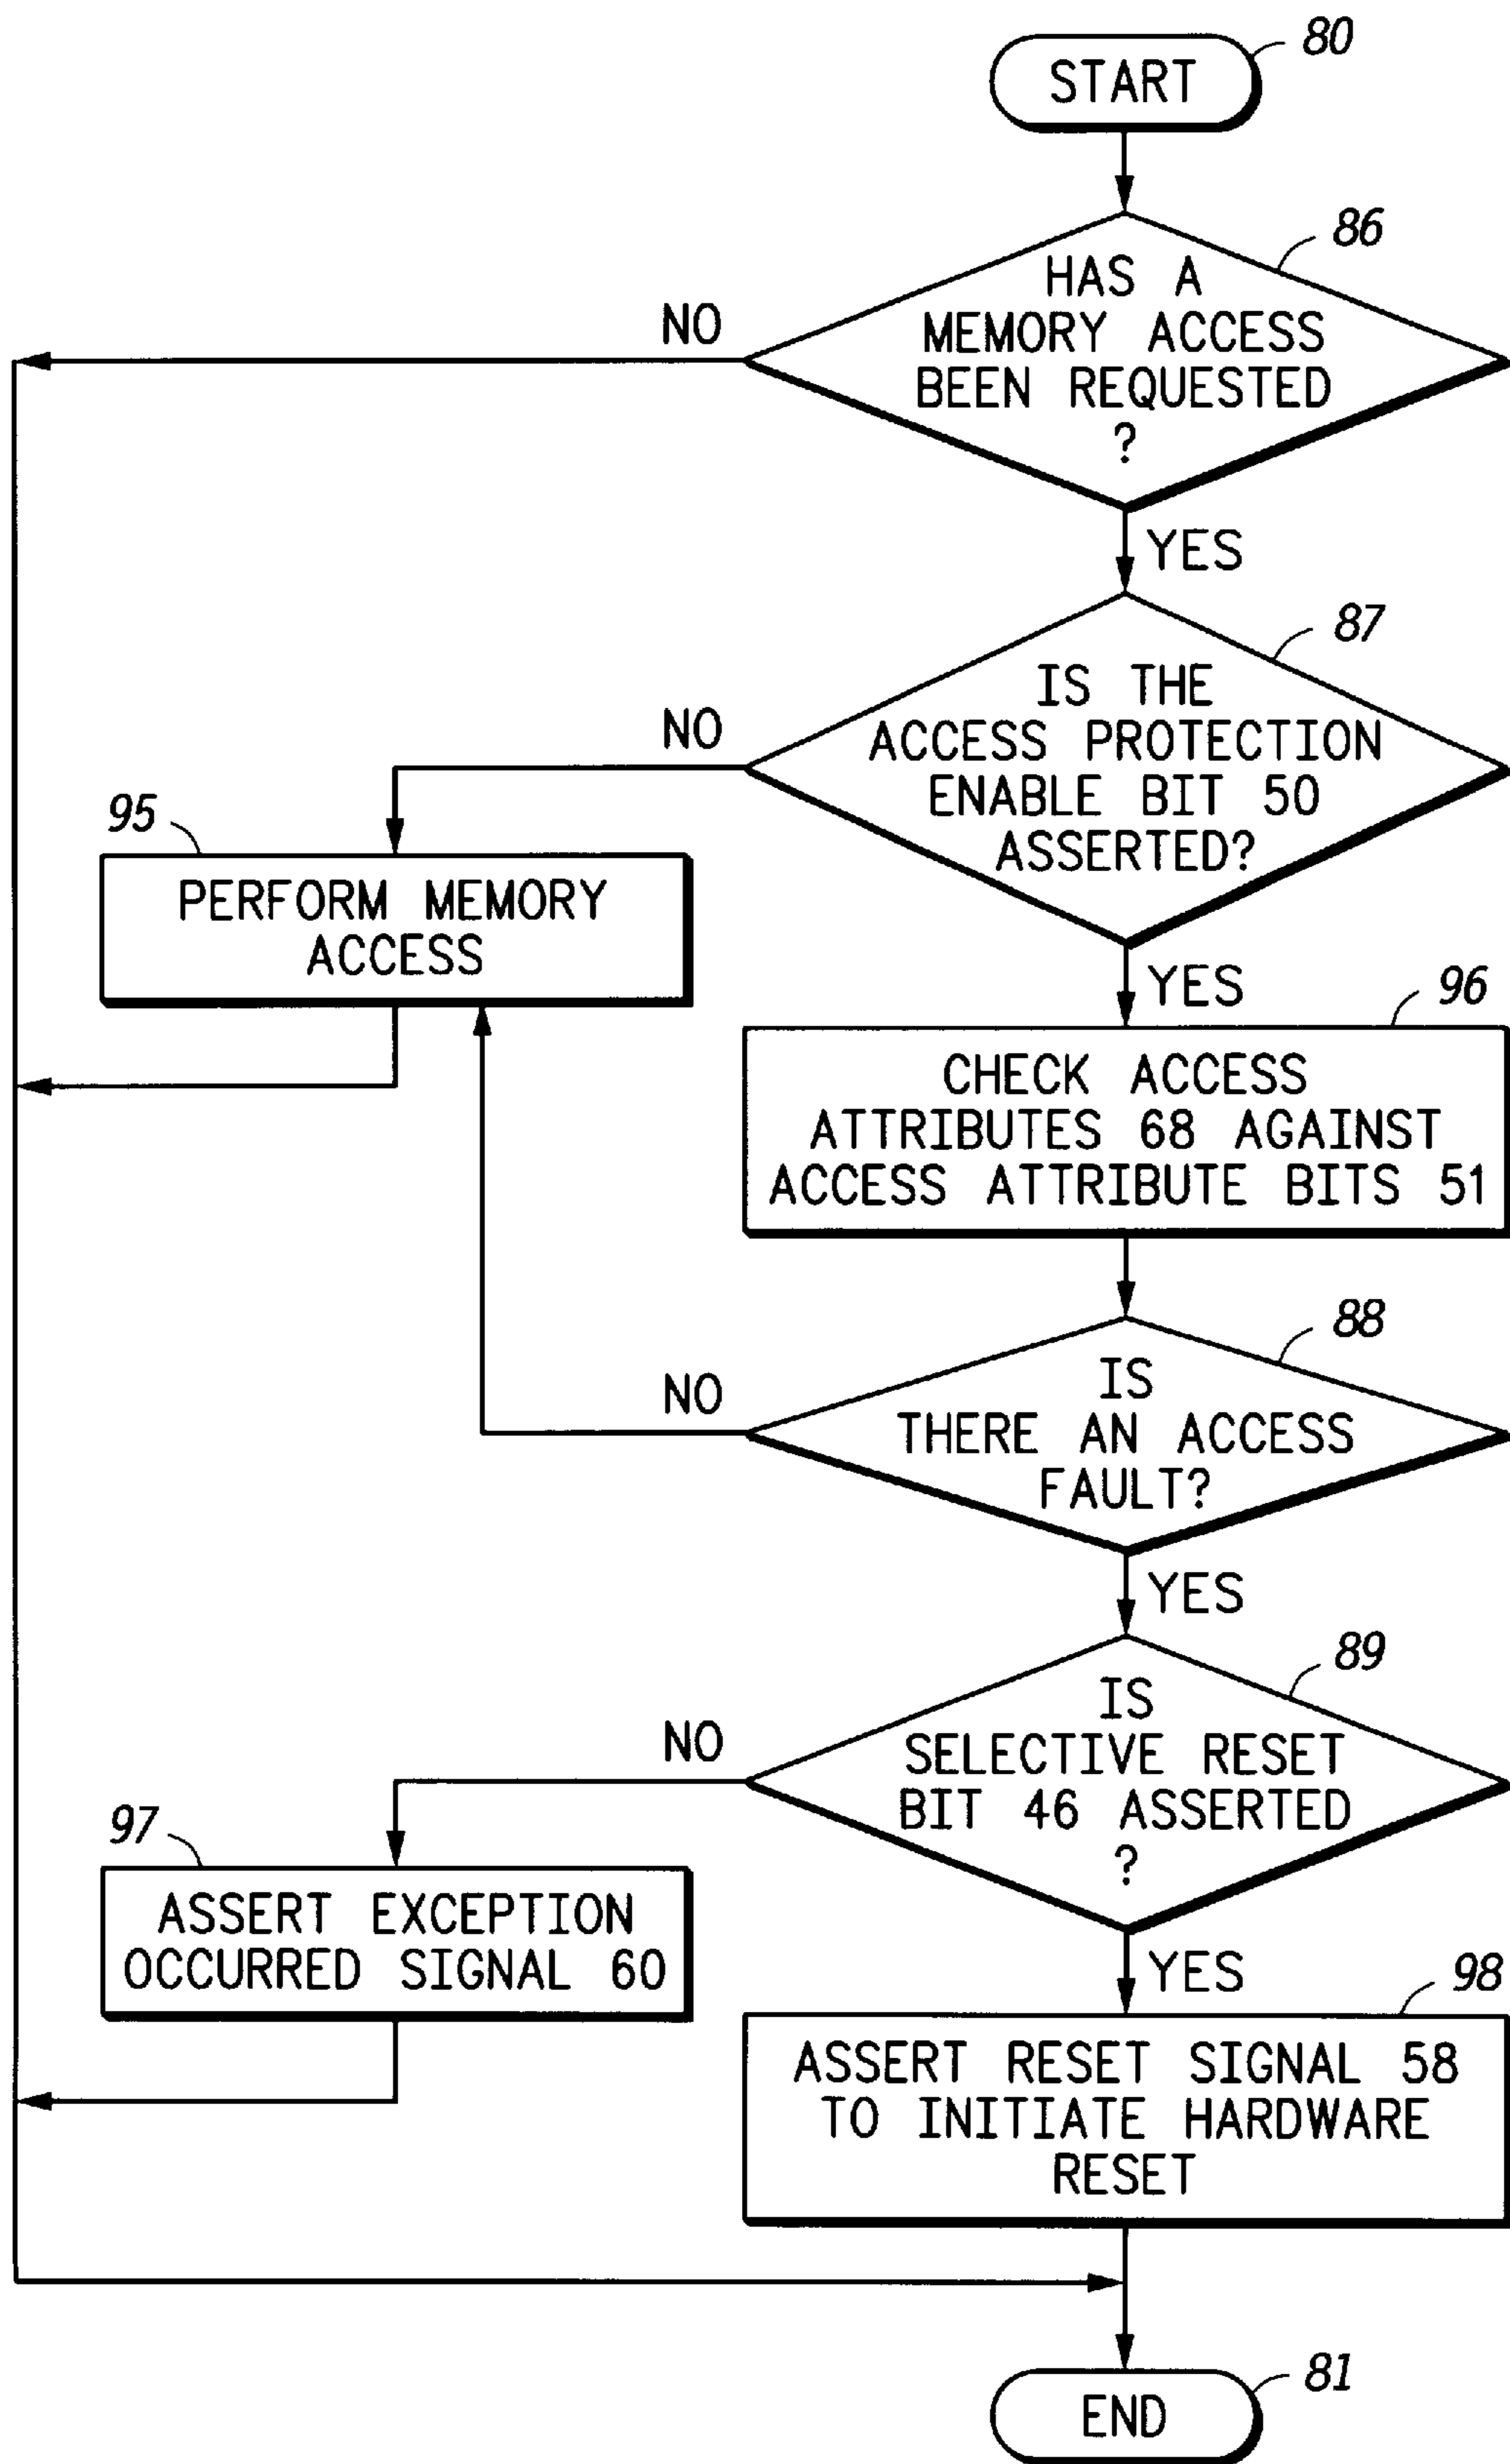 80
START
86
HAS A
MEMORY ACCESS
BEEN REQUESTED
?
NO
YES
87
IS THE
ACCESS PROTECTION
ENABLE BIT 50
ASSERTED?
NO
95
PERFORM MEMORY
ACCESS
YES
96
CHECK ACCESS
ATTRIBUTES 68 AGAINST
ACCESS ATTRIBUTE BITS 51
88
IS
THERE AN ACCESS
FAULT?
NO
YES
89
IS
SELECTIVE RESET
BIT 46 ASSERTED
?
NO
97
ASSERT EXCEPTION
OCCURRED SIGNAL 60
YES
98
ASSERT RESET SIGNAL 58
TO INITIATE HARDWARE
RESET
81
END